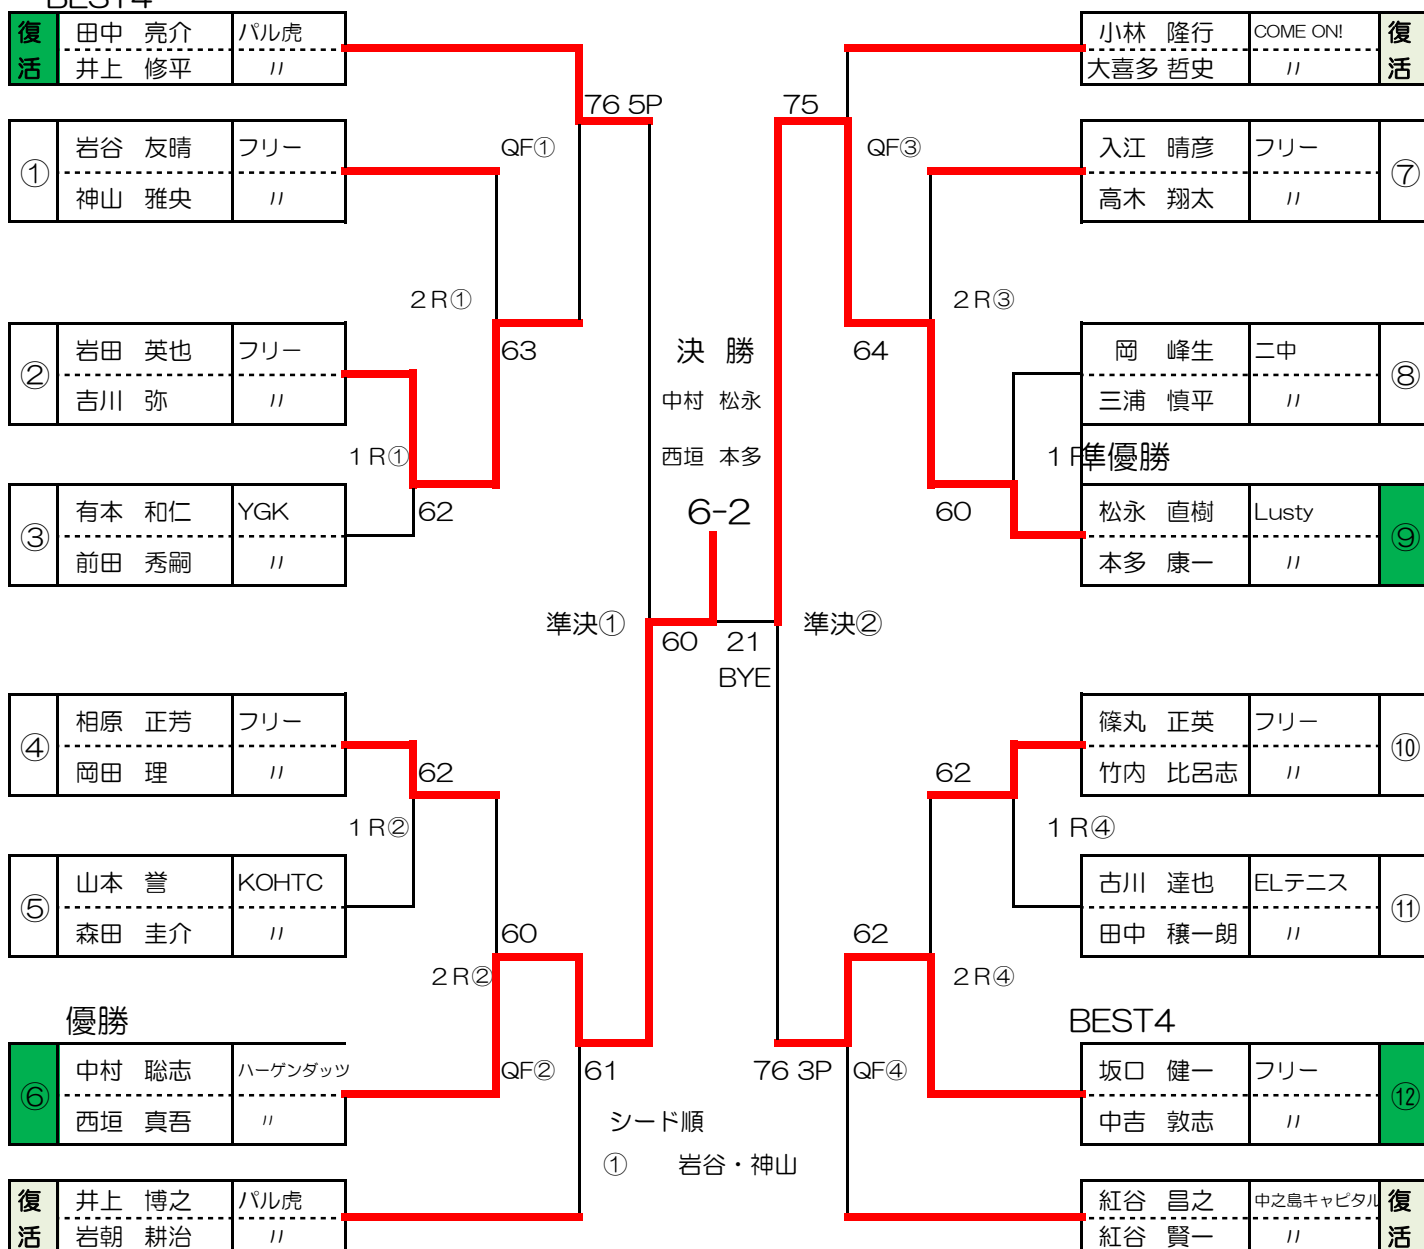 BEST4
復活 田中 亮介 パル虎
井上 修平 〃
① 岩谷 友晴 フリー
神山 雅央 〃
② 岩田 英也 フリー
吉川 弥 〃
③ 有本 和仁 YGK
前田 秀嗣 〃
④ 相原 正芳 フリー
岡田 理 〃
⑤ 山本 誉 KOHTC
森田 圭介 〃
優勝
⑥ 中村 聡志 ハーゲンダッツ
西垣 真吾 〃
復活 井上 博之 パル虎
岩朝 耕治 〃
76 5P
QF①
2R①
63
1R①
62
62
1R②
60
2R②
QF②
61
準決①
60
決 勝
中村 松永
西垣 本多
6-2
21
BYE
準決②
シード順
① 岩谷・神山
75
QF③
2R③
64
60
62
1R④
62
2R④
76 3P
QF④
小林 隆行 COME ON! 復活
大喜多 哲史 〃
入江 晴彦 フリー ⑦
高木 翔太 〃
岡 峰生 二中 ⑧
三浦 慎平 〃
1R
準優勝
松永 直樹 Lusty ⑨
本多 康一 〃
篠丸 正英 フリー ⑩
竹内 比呂志 〃
古川 達也 ELテニス ⑪
田中 穣一朗 〃
BEST4
坂口 健一 フリー ⑫
中吉 敦志 〃
紅谷 昌之 中之島キャピタル 復活
紅谷 賢一 〃